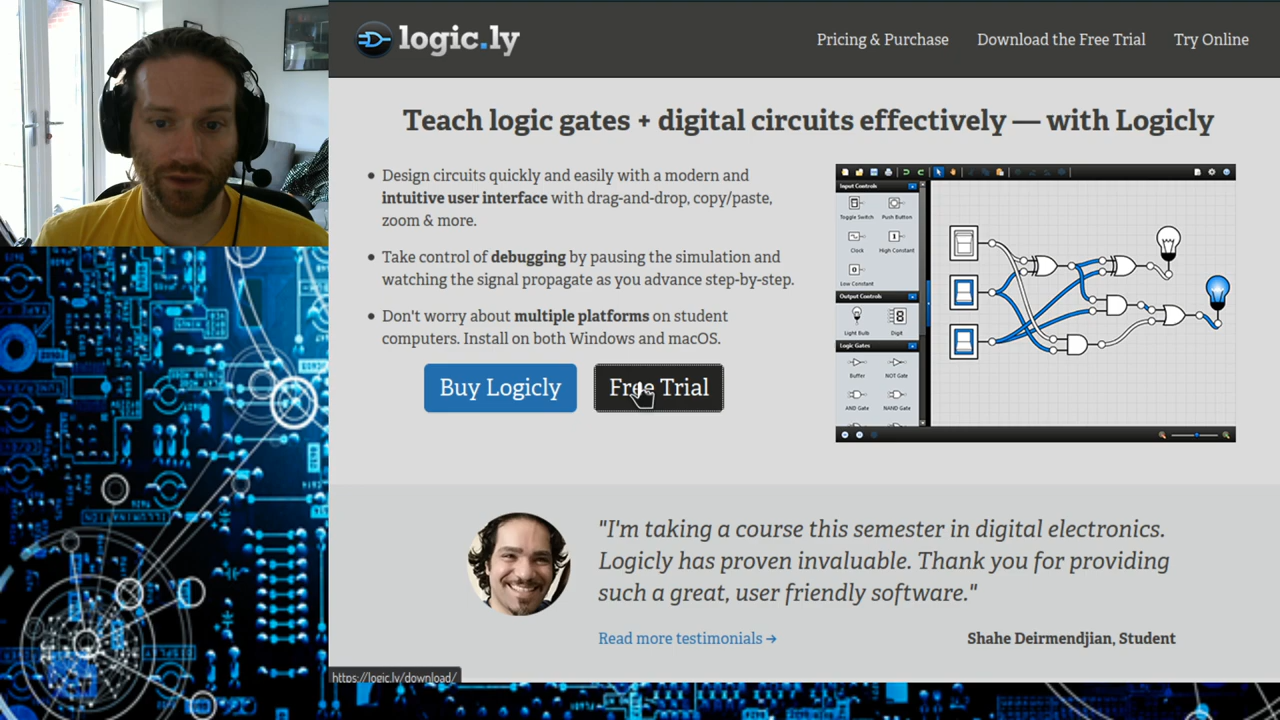 logic.ly
Pricing & Purchase
Download the Free Trial
Try Online
Teach logic gates + digital circuits effectively — with Logicly
Design circuits quickly and easily with a modern and
intuitive user interface with drag-and-drop, copy/paste,
zoom & more.
Take control of debugging by pausing the simulation and
watching the signal propagate as you advance step-by-step.
Don't worry about multiple platforms on student
computers. Install on both Windows and macOS.
Buy Logicly
Free Trial
Input Controls
Toggle Switch
Push Button
Clock
High Constant
Low Constant
Output Controls
Light Bulb
Digit
Logic Gates
Buffer
NOT Gate
AND Gate
NAND Gate
"I'm taking a course this semester in digital electronics.
Logicly has proven invaluable. Thank you for providing
such a great, user friendly software."
Read more testimonials →
Shahe Deirmendjian, Student
https://logic.ly/download/